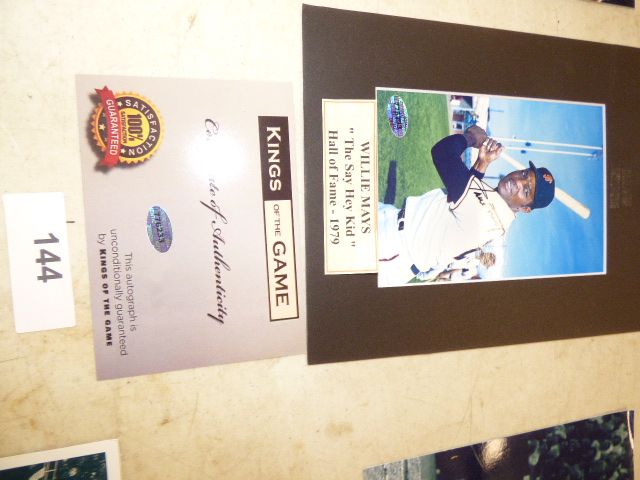 144
SATISFACTION
100%
GUARANTEED
KINGS OF THE GAME
Certificate of Authenticity
This autograph is
unconditionally guaranteed
by KINGS OF THE GAME
WILLIE MAYS
" The Say Hey Kid "
Hall of Fame - 1979